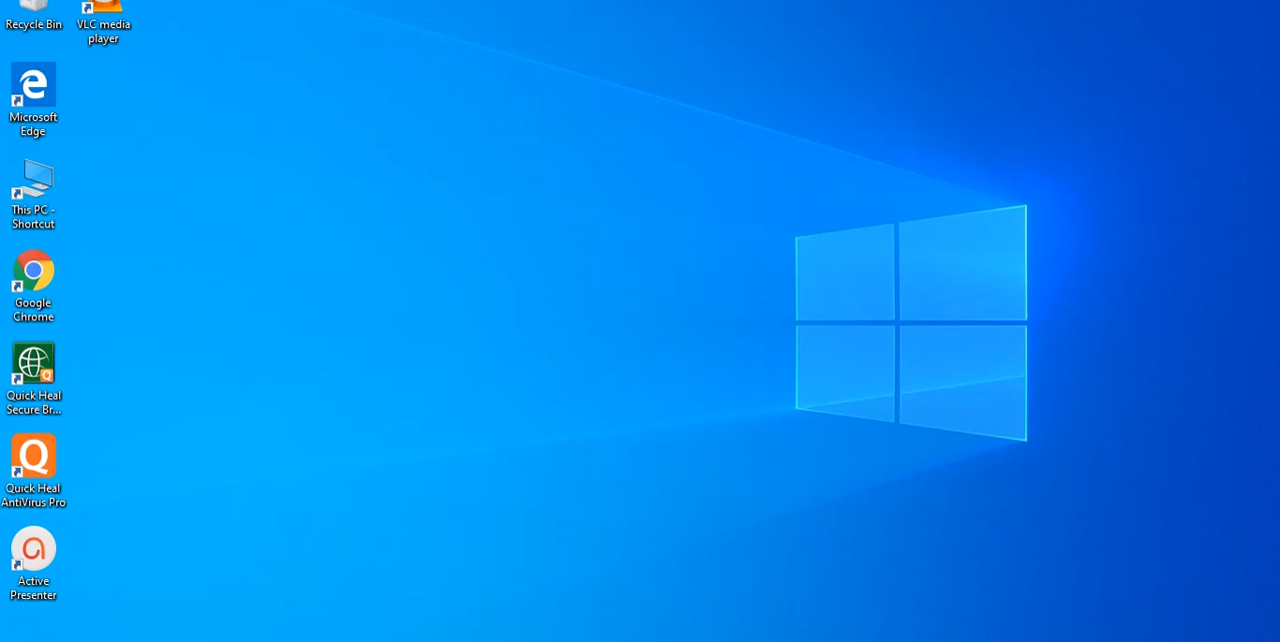 Recycle Bin
VLC media
player
Microsoft
Edge
This PC -
Shortcut
Google
Chrome
Quick Heal
Secure Br...
Quick Heal
AntiVirus Pro
Active
Presenter